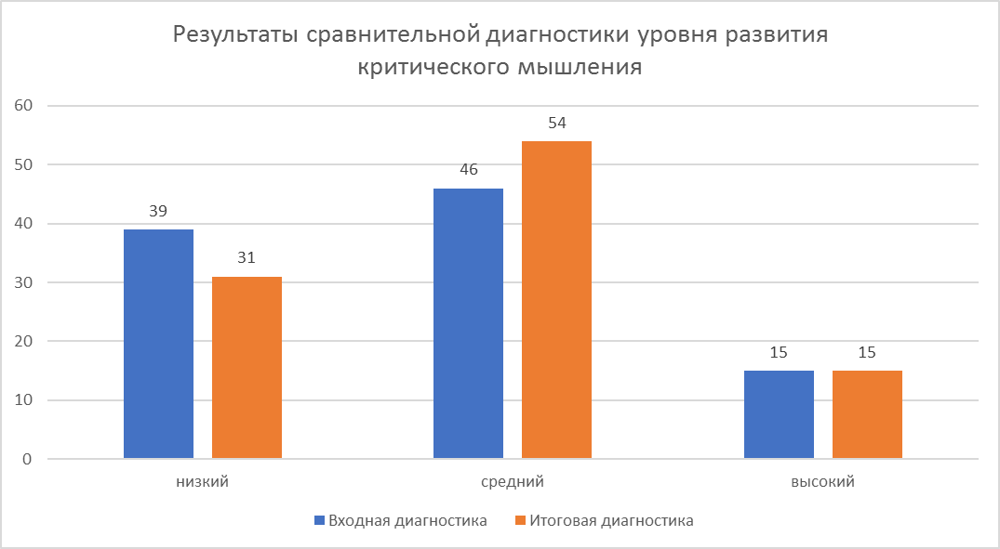 Результаты сравнительной диагностики уровня развития
критического мышления
60
50
40
30
20
10
0
39
31
46
54
15
15
низкий
средний
высокий
Входная диагностика
Итоговая диагностика